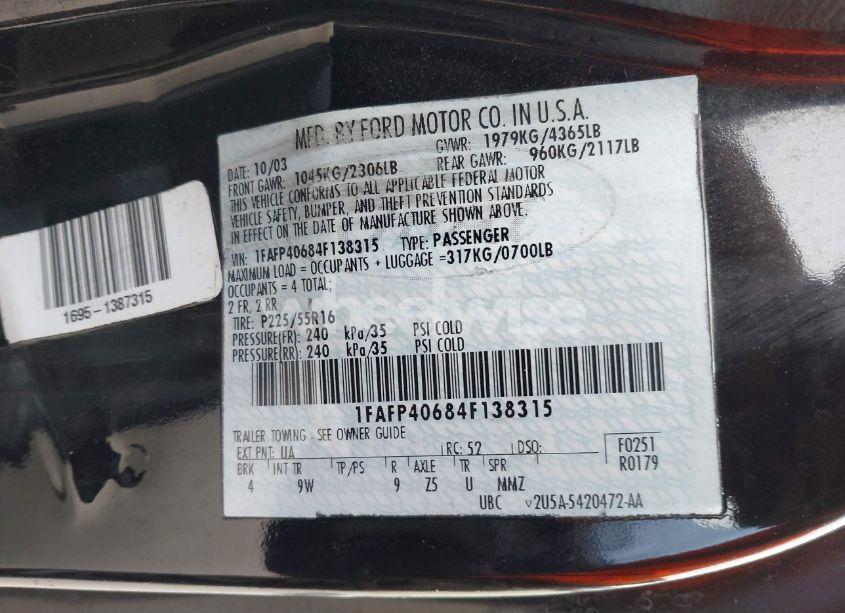 MFD. BY FORD MOTOR CO. IN U.S.A.
DATE: 10/03 GVWR: 1979KG/4365LB
FRONT GAWR: 1045KG/2306LB REAR GAWR: 960KG/2117LB
THIS VEHICLE CONFORMS TO ALL APPLICABLE FEDERAL MOTOR
VEHICLE SAFETY, BUMPER, AND THEFT PREVENTION STANDARDS
IN EFFECT ON THE DATE OF MANUFACTURE SHOWN ABOVE.
VIN: 1FAFP40684F138315 TYPE: PASSENGER
MAXIMUM LOAD = OCCUPANTS + LUGGAGE =317KG/0700LB
OCCUPANTS = 4 TOTAL;
2 FR, 2 RR
TIRE: P225/55R16
PRESSURE(FR): 240 kPa/35 PSI COLD
PRESSURE(RR): 240 kPa/35 PSI COLD
1FAFP40684F138315
TRAILER TOWING - SEE OWNER GUIDE
EXT PNT: UA RC: 52 DSO: F0251
BRK INT TR TP/PS R AXLE TR SPR R0179
4 9W 9 Z5 U MMZ
UBC 2U5A-5420472-AA
1695-1387315